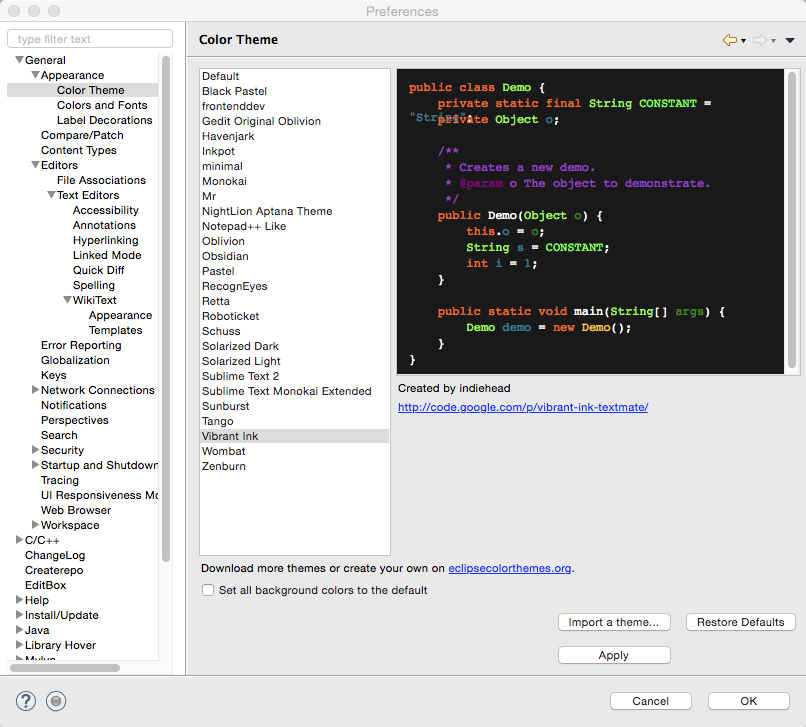 Preferences
type filter text
General
Appearance
Color Theme
Colors and Fonts
Label Decorations
Compare/Patch
Content Types
Editors
File Associations
Text Editors
Accessibility
Annotations
Hyperlinking
Linked Mode
Quick Diff
Spelling
WikiText
Appearance
Templates
Error Reporting
Globalization
Keys
Network Connections
Notifications
Perspectives
Search
Security
Startup and Shutdown
Tracing
UI Responsiveness Mo
Web Browser
Workspace
C/C++
ChangeLog
Createrepo
EditBox
Help
Install/Update
Java
Library Hover
Mylyn
Color Theme
Default
Black Pastel
frontenddev
Gedit Original Oblivion
Havenjark
Inkpot
minimal
Monokai
Mr
NightLion Aptana Theme
Notepad++ Like
Oblivion
Obsidian
Pastel
RecognEyes
Retta
Roboticket
Schuss
Solarized Dark
Solarized Light
Sublime Text 2
Sublime Text Monokai Extended
Sunburst
Tango
Vibrant Ink
Wombat
Zenburn
public class Demo {
private static final String CONSTANT =
"String";
private Object o;
/**
* Creates a new demo.
* @param o The object to demonstrate.
*/
public Demo(Object o) {
this.o = o;
String s = CONSTANT;
int i = 1;
}
public static void main(String[] args) {
Demo demo = new Demo();
}
}
Created by indiehead
http://code.google.com/p/vibrant-ink-textmate/
Download more themes or create your own on eclipsecolorthemes.org.
Set all background colors to the default
Import a theme... Restore Defaults
Apply
? Cancel OK